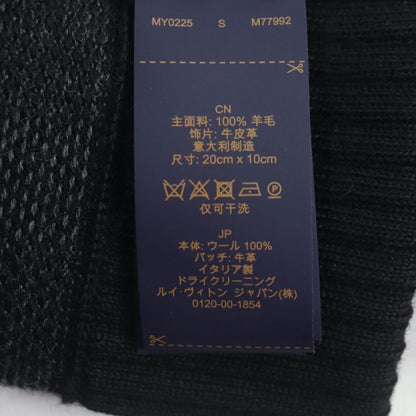 MY0225 S M77992
CN
主面料: 100% 羊毛
饰片: 牛皮革
意大利制造
尺寸: 20cm x 10cm
仅可干洗
JP
本体: ウール 100%
パッチ: 牛革
イタリア製
ドライクリーニング
ルイ・ヴィトン ジャパン(株)
0120-00-1854